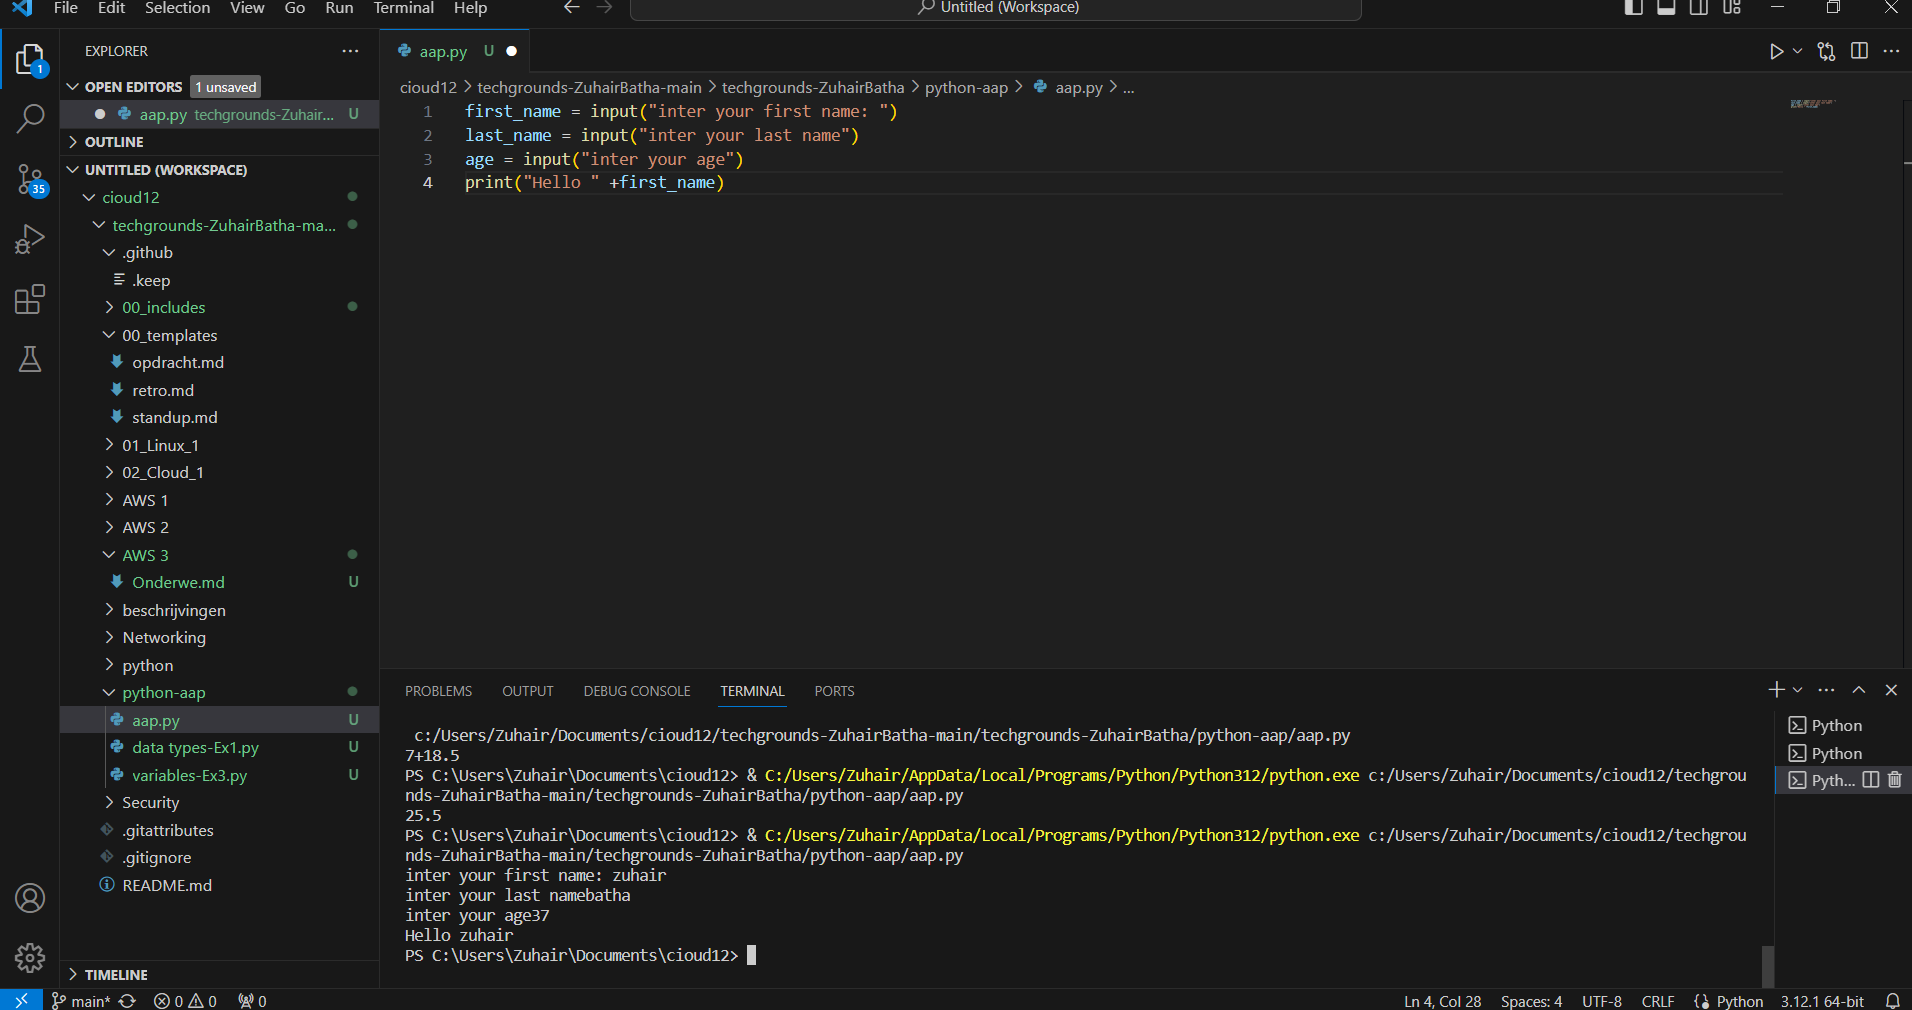 File Edit Selection View Go Run Terminal Help
Untitled (Workspace)
EXPLORER
OPEN EDITORS 1 unsaved
aap.py techgrounds-Zuhair... U
OUTLINE
UNTITLED (WORKSPACE)
cioud12
techgrounds-ZuhairBatha-ma...
.github
.keep
00_includes
00_templates
opdracht.md
retro.md
standup.md
01_Linux_1
02_Cloud_1
AWS 1
AWS 2
AWS 3
Onderwe.md U
beschrijvingen
Networking
python
python-aap
aap.py U
data types-Ex1.py U
variables-Ex3.py U
Security
.gitattributes
.gitignore
README.md
TIMELINE
1
35
aap.py U
cioud12 > techgrounds-ZuhairBatha-main > techgrounds-ZuhairBatha > python-aap > aap.py > ...
1 first_name = input("inter your first name: ")
2 last_name = input("inter your last name")
3 age = input("inter your age")
4 print("Hello " +first_name)
PROBLEMS OUTPUT DEBUG CONSOLE TERMINAL PORTS
c:/Users/Zuhair/Documents/cioud12/techgrounds-ZuhairBatha-main/techgrounds-ZuhairBatha/python-aap/aap.py
7+18.5
PS C:\Users\Zuhair\Documents\cioud12> & C:/Users/Zuhair/AppData/Local/Programs/Python/Python312/python.exe c:/Users/Zuhair/Documents/cioud12/techgrou
nds-ZuhairBatha-main/techgrounds-ZuhairBatha/python-aap/aap.py
25.5
PS C:\Users\Zuhair\Documents\cioud12> & C:/Users/Zuhair/AppData/Local/Programs/Python/Python312/python.exe c:/Users/Zuhair/Documents/cioud12/techgrou
nds-ZuhairBatha-main/techgrounds-ZuhairBatha/python-aap/aap.py
inter your first name: zuhair
inter your last namebatha
inter your age37
Hello zuhair
PS C:\Users\Zuhair\Documents\cioud12>
Python
Python
Pyth...
main* 0 0 0
Ln 4, Col 28 Spaces: 4 UTF-8 CRLF Python 3.12.1 64-bit